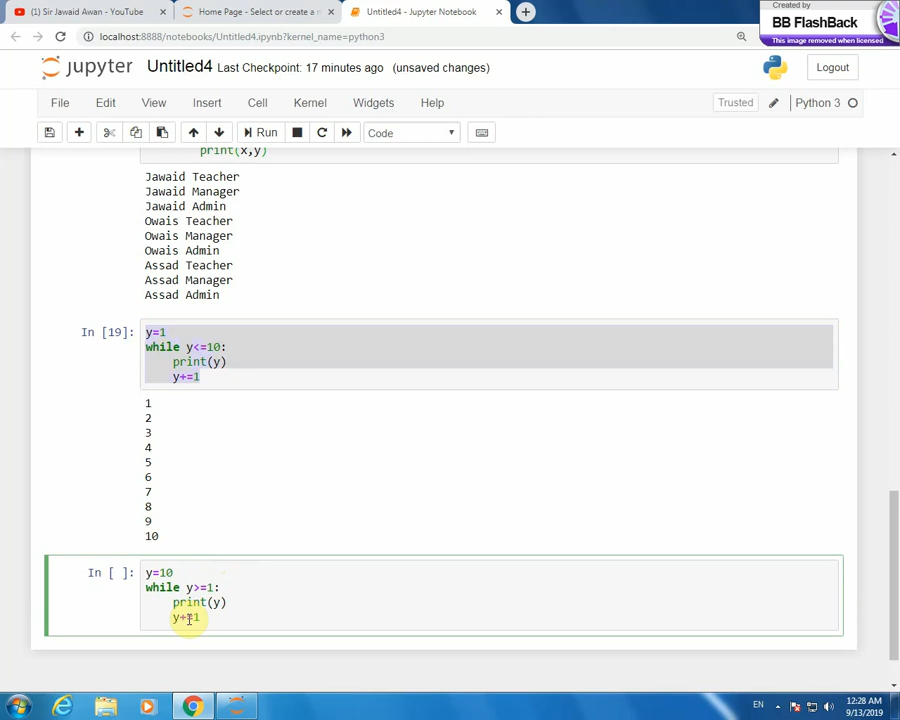 (1) Sir Jawaid Awan - YouTube
Home Page - Select or create a n
Untitled4 - Jupyter Notebook
Created by
BB FlashBack
This image removed when licensed
localhost:8888/notebooks/Untitled4.ipynb?kernel_name=python3
jupyter Untitled4 Last Checkpoint: 17 minutes ago (unsaved changes)
Logout
File Edit View Insert Cell Kernel Widgets Help
Trusted Python 3
Run Code
print(x,y)
Jawaid Teacher
Jawaid Manager
Jawaid Admin
Owais Teacher
Owais Manager
Owais Admin
Assad Teacher
Assad Manager
Assad Admin
In [19]: y=1
while y<=10:
print(y)
y+=1
1
2
3
4
5
6
7
8
9
10
In [ ]: y=10
while y>=1:
print(y)
y+=1
EN 12:28 AM
9/13/2019